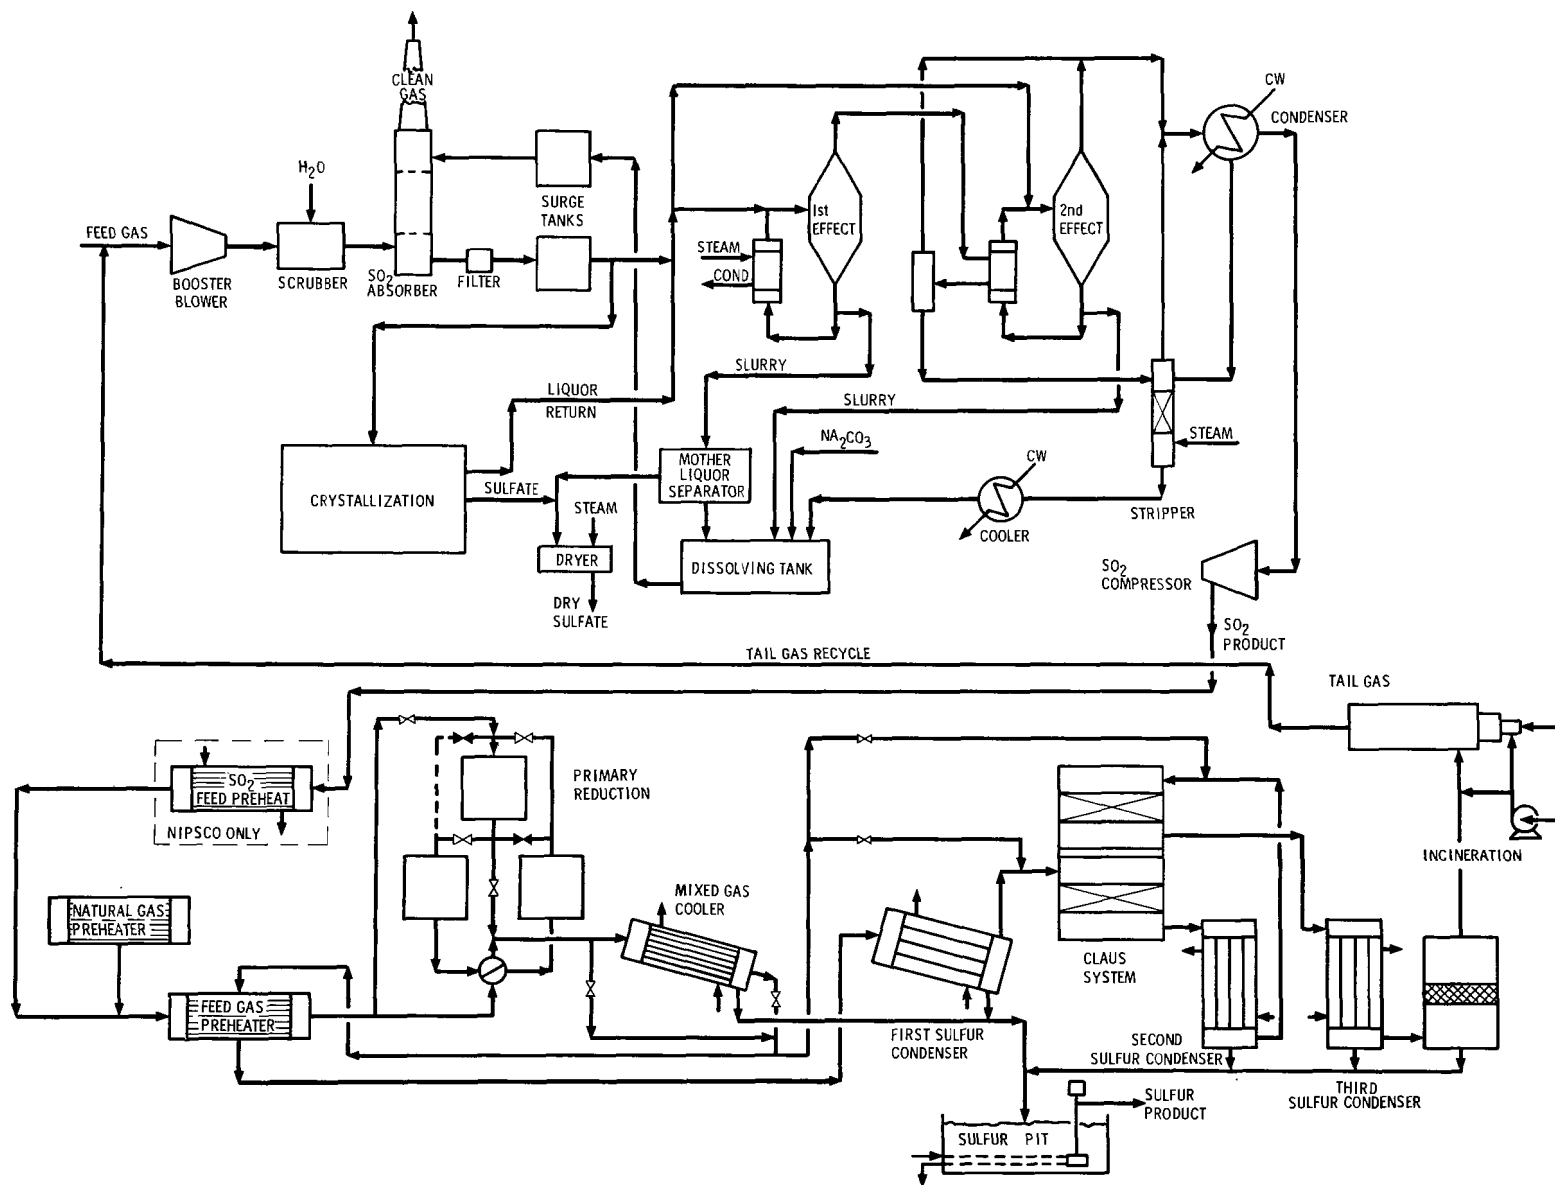 CLEAN
GAS
CW
CONDENSER
H2O
SURGE
TANKS
1st
EFFECT
2nd
EFFECT
FEED GAS
STEAM
COND
BOOSTER
BLOWER
SCRUBBER
SO2
ABSORBER
FILTER
SLURRY
LIQUOR
RETURN
SLURRY
NA2CO3
STEAM
MOTHER
LIQUOR
SEPARATOR
CW
CRYSTALLIZATION
SULFATE
STEAM
STRIPPER
COOLER
DRYER
DISSOLVING TANK
SO2
COMPRESSOR
DRY
SULFATE
SO2
PRODUCT
TAIL GAS RECYCLE
TAIL GAS
SO2
FEED PREHEAT
NIPSCO ONLY
PRIMARY
REDUCTION
INCINERATION
MIXED GAS
COOLER
NATURAL GAS
PREHEATER
CLAUS
SYSTEM
FEED GAS
PREHEATER
FIRST SULFUR
CONDENSER
SECOND
SULFUR CONDENSER
THIRD
SULFUR CONDENSER
SULFUR
PRODUCT
SULFUR PIT